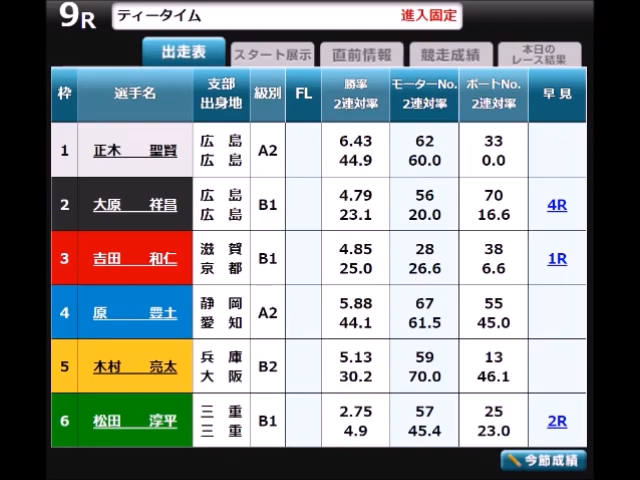 9R ティータイム 進入固定
出走表 スタート展示 直前情報 競走成績 本日のレース結果
枠 選手名 支部 出身地 級別 FL 勝率 2連対率 モーターNo. 2連対率 ボートNo. 2連対率 早見
1 正木 聖賢 広島 広島 A2 6.43 44.9 62 60.0 33 0.0
2 大原 祥昌 広島 広島 B1 4.79 23.1 56 20.0 70 16.6 4R
3 吉田 和仁 滋賀 京都 B1 4.85 25.0 28 26.6 38 6.6 1R
4 原 豊土 静岡 愛知 A2 5.88 44.1 67 61.5 55 45.0
5 木村 亮太 兵庫 大阪 B2 5.13 30.2 59 70.0 13 46.1
6 松田 淳平 三重 三重 B1 2.75 4.9 57 45.4 25 23.0 2R
今節成績